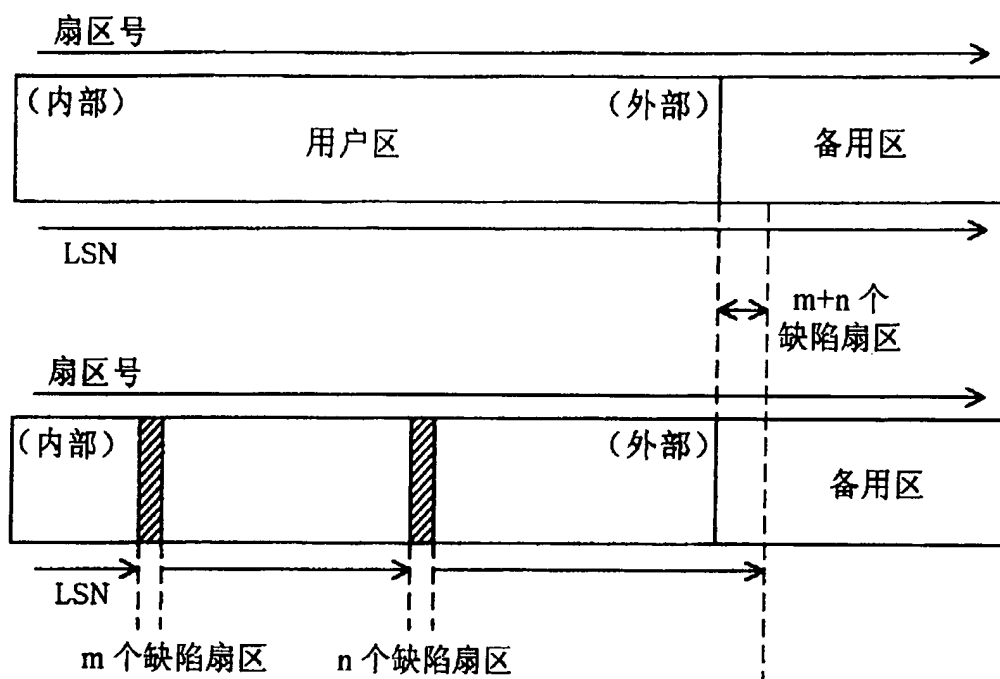 扇区号
（内部）
（外部）
用户区
备用区
LSN
m+n 个
缺陷扇区
扇区号
（内部）
（外部）
备用区
LSN
m 个缺陷扇区
n 个缺陷扇区